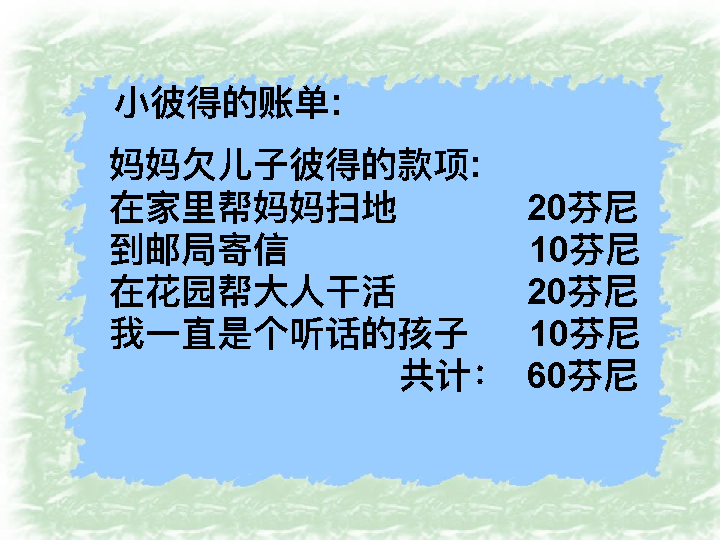 小彼得的账单:
妈妈欠儿子彼得的款项:
在家里帮妈妈扫地 20芬尼
到邮局寄信 10芬尼
在花园帮大人干活 20芬尼
我一直是个听话的孩子 10芬尼
共计： 60芬尼